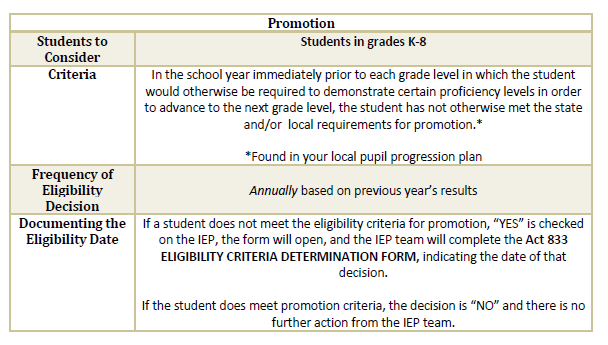 Promotion
Students to
Consider
Students in grades K-8
Criteria
In the school year immediately prior to each grade level in which the student
would otherwise be required to demonstrate certain proficiency levels in order
to advance to the next grade level, the student has not otherwise met the state
and/or local requirements for promotion.*
*Found in your local pupil progression plan
Frequency of
Eligibility
Decision
Annually based on previous year's results
Documenting the
Eligibility Date
If a student does not meet the eligibility criteria for promotion, “YES” is checked
on the IEP, the form will open, and the IEP team will complete the Act 833
ELIGIBILITY CRITERIA DETERMINATION FORM, indicating the date of that
decision.
If the student does meet promotion criteria, the decision is “NO” and there is no
further action from the IEP team.